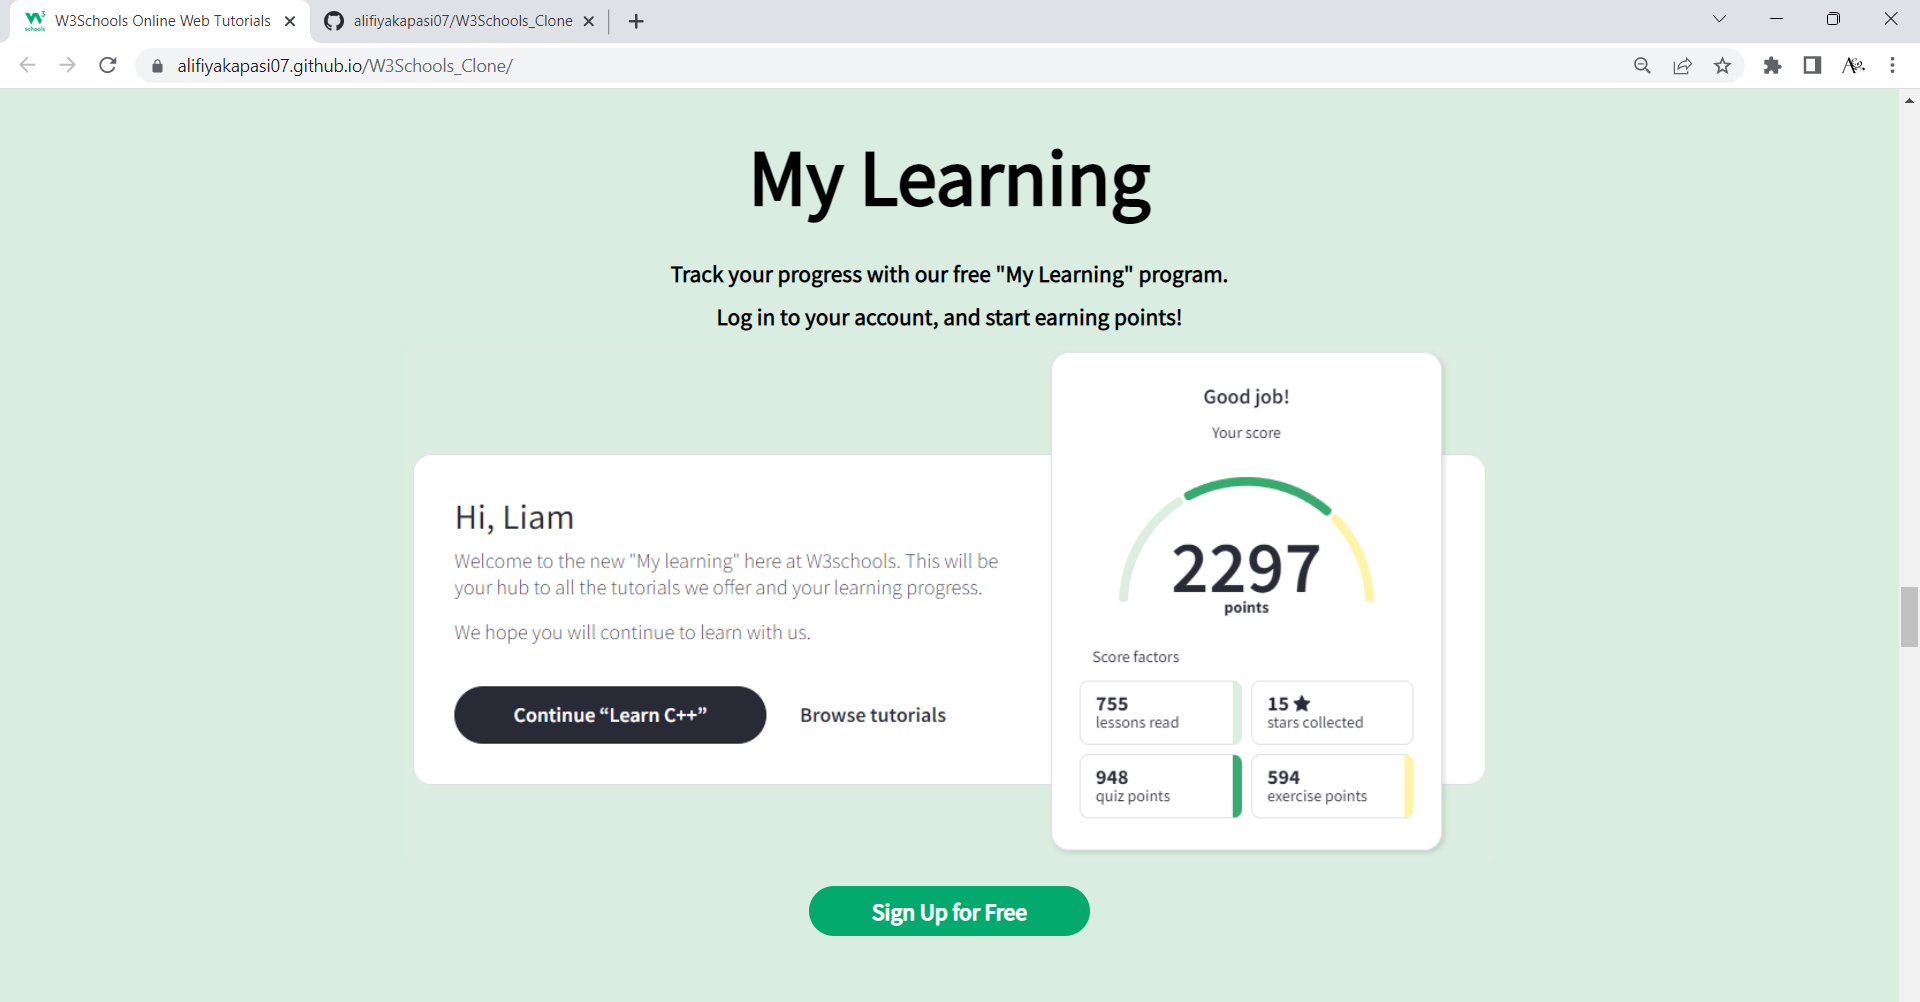 W3Schools Online Web Tutorials
alifiyakapasi07/W3Schools_Clone
alifiyakapasi07.github.io/W3Schools_Clone/
My Learning
Track your progress with our free "My Learning" program.
Log in to your account, and start earning points!
Hi, Liam
Welcome to the new "My learning" here at W3schools. This will be
your hub to all the tutorials we offer and your learning progress.
We hope you will continue to learn with us.
Continue “Learn C++”
Browse tutorials
Good job!
Your score
2297
points
Score factors
755
lessons read
15
stars collected
948
quiz points
594
exercise points
Sign Up for Free